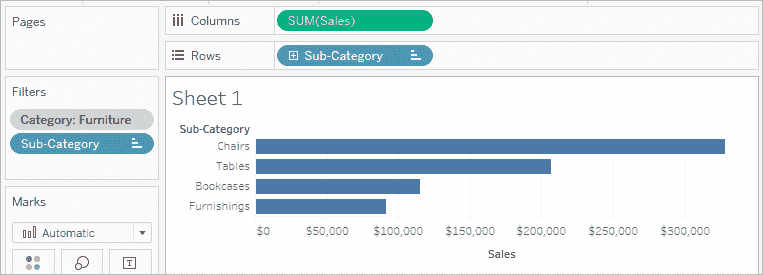 Pages
Columns
SUM(Sales)
Rows
Sub-Category
Filters
Category: Furniture
Sub-Category
Marks
Automatic
T
Sheet 1
Sub-Category
Chairs
Tables
Bookcases
Furnishings
$0 $50,000 $100,000 $150,000 $200,000 $250,000 $300,000
Sales